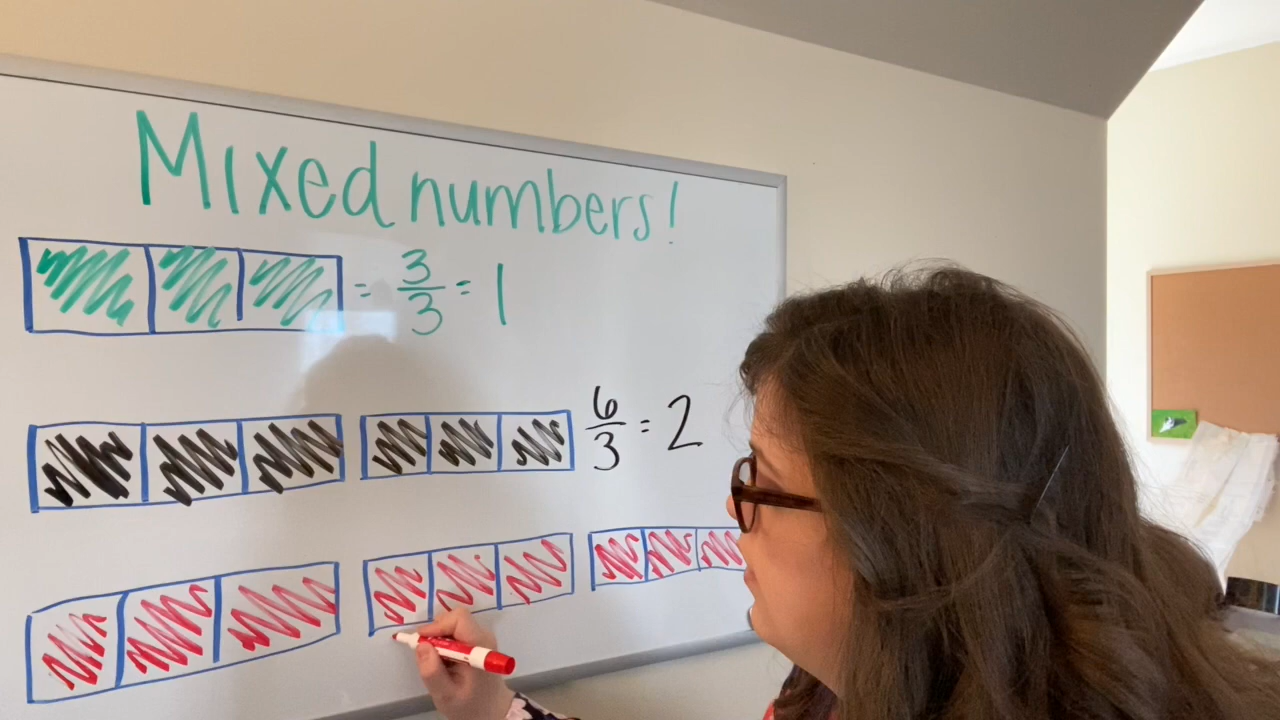 Mixed numbers!
= 3/3 = 1
6/3 = 2